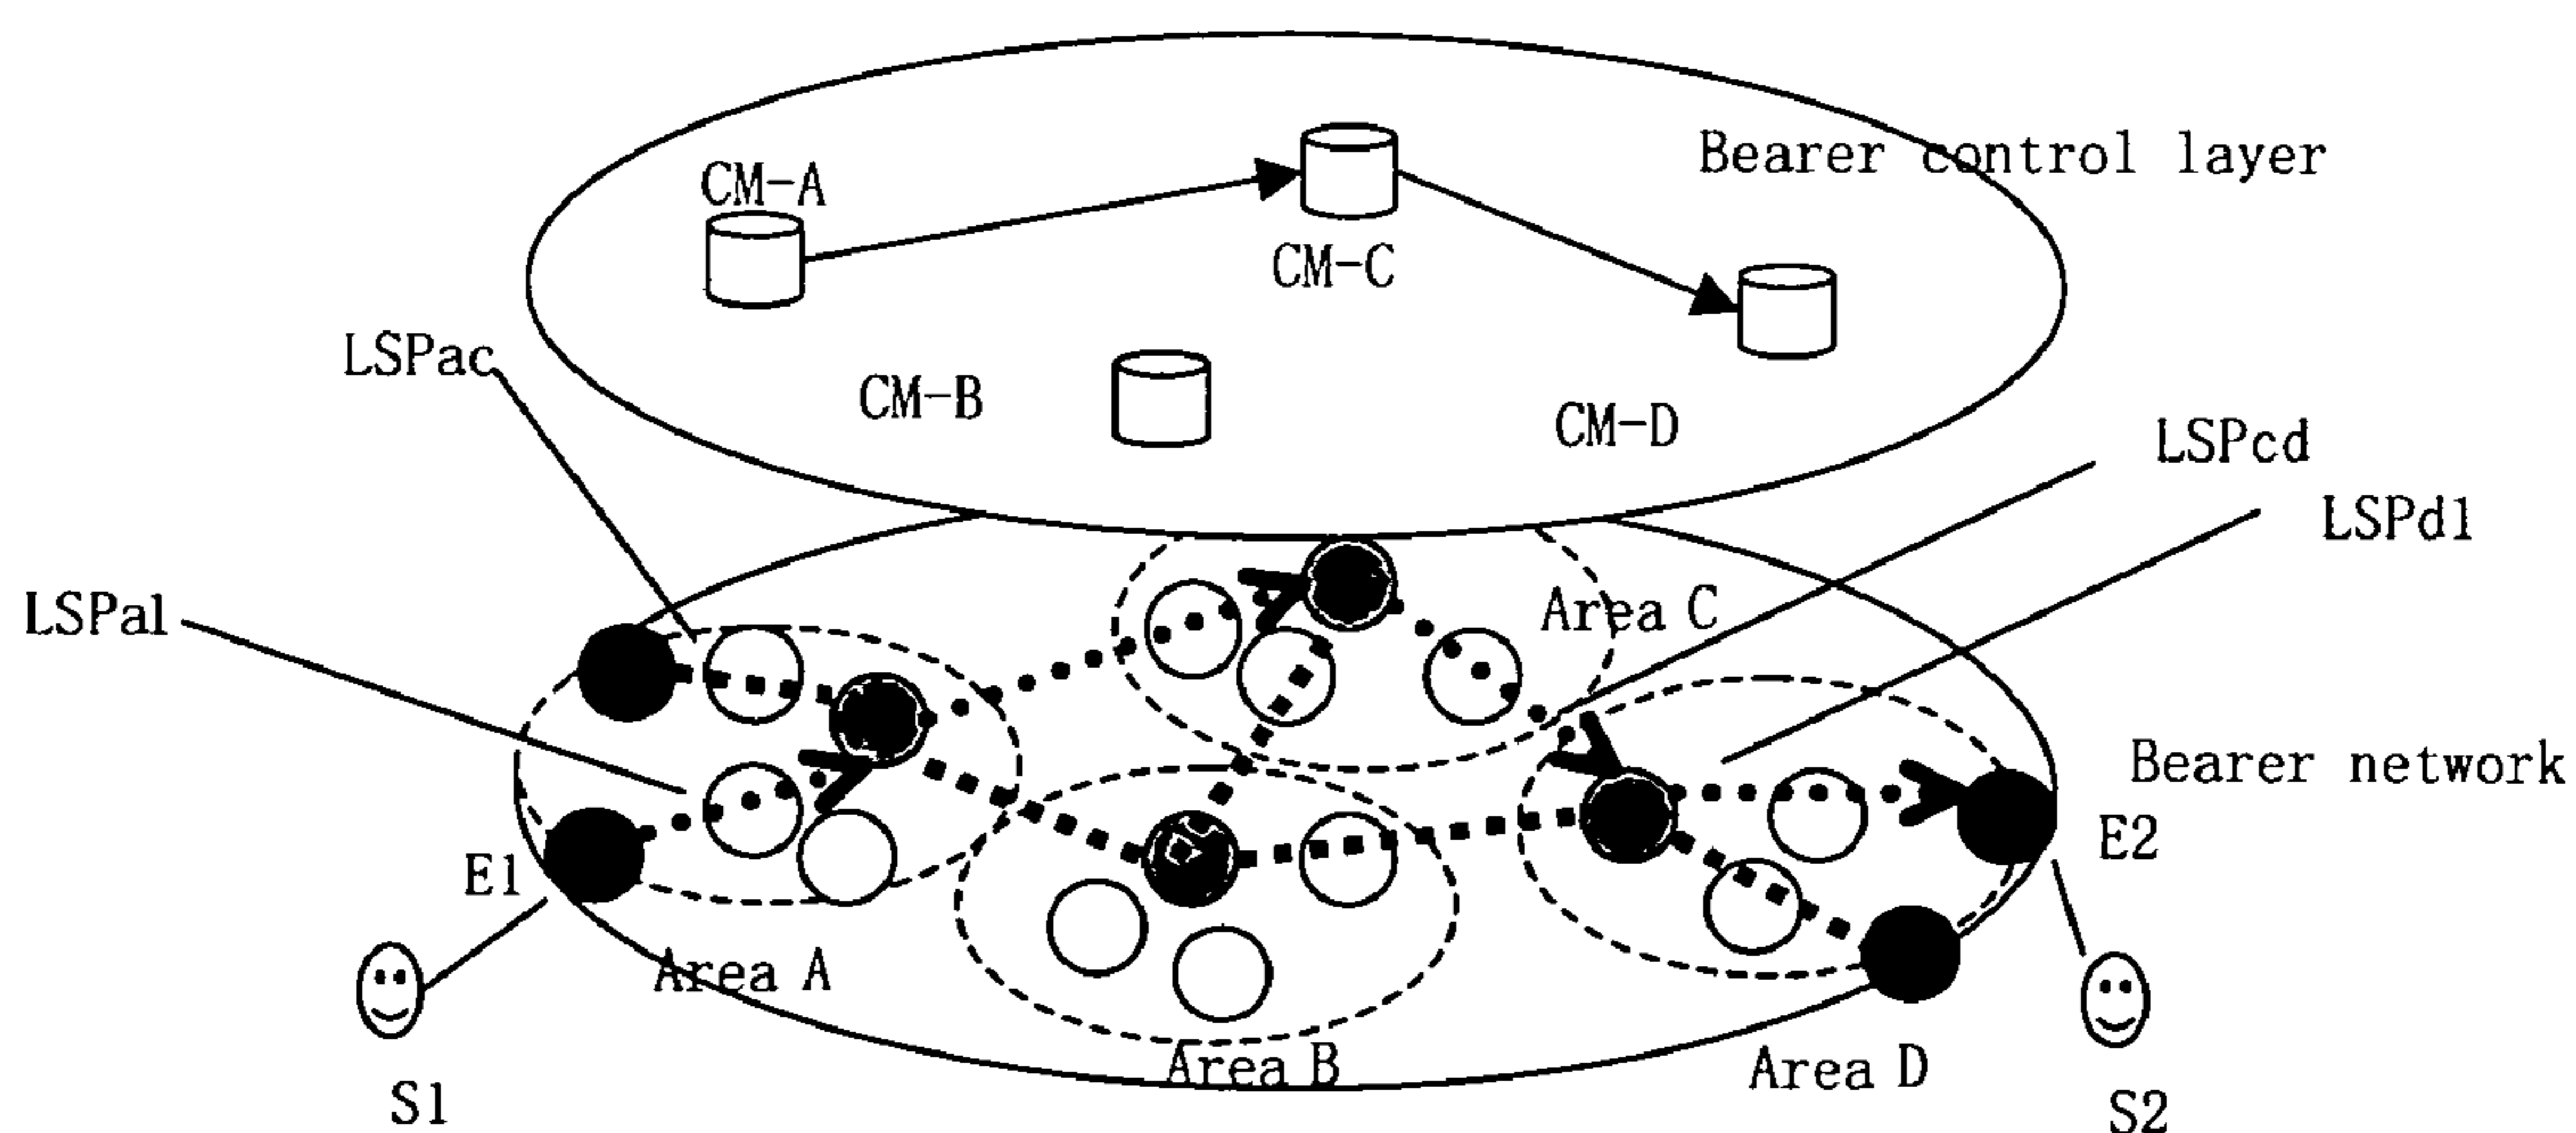 Bearer control layer
CM-A
CM-C
LSPac
CM-B
CM-D
LSPcd
LSPd1
LSPa1
Area C
Bearer network
E1
E2
Area A
Area B
Area D
S1
S2